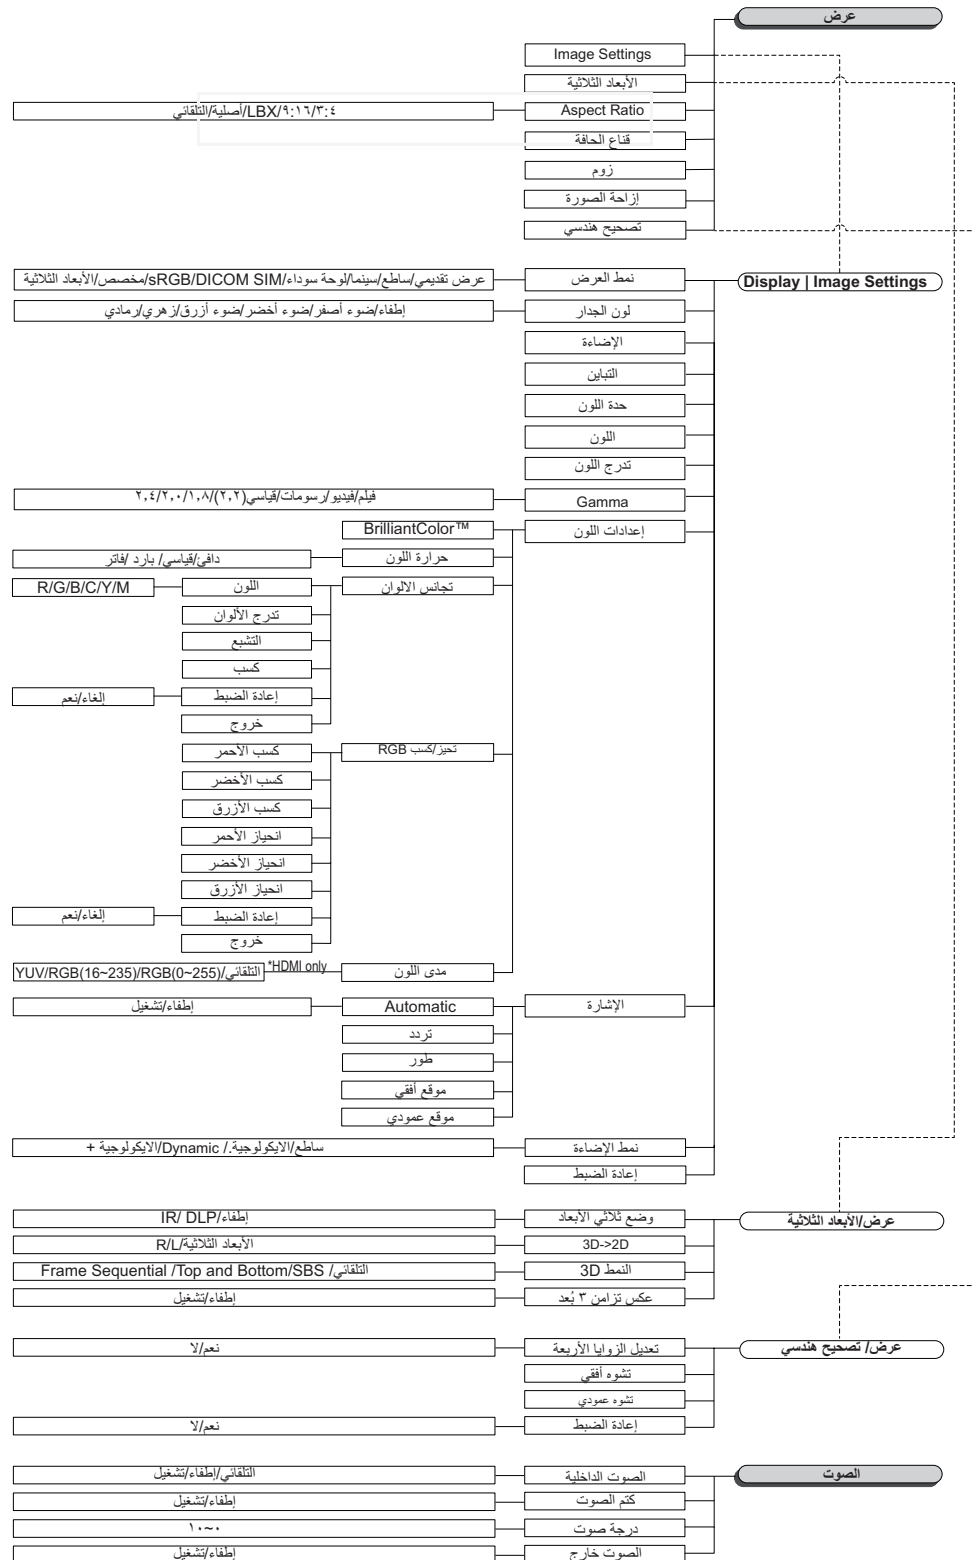 عرض
Image Settings
الأبعاد الثلاثية
Aspect Ratio
٤:٣/١٦:٩/LBX/أصلية/التلقائي
قناع الحافة
زوم
إزاحة الصورة
تصحيح هندسي
Display | Image Settings
نمط العرض
عرض تقديمي/ساطع/سينما/لوحة سوداء/sRGB/DICOM SIM/مخصص/الأبعاد الثلاثية
لون الجدار
إطفاء/ضوء أصفر/ضوء أخضر/ضوء أزرق/زهري/رمادي
الإضاءة
التباين
حدة اللون
اللون
تدرج اللون
Gamma
فيلم/فيديو/رسومات/قياسي(٢,٢)/١,٨/٢,٠/٢,٤
إعدادات اللون
BrilliantColor™
حرارة اللون
دافئ/قياسي/ بارد /فاتر
تجانس الالوان
اللون
R/G/B/C/Y/M
تدرج الألوان
التشبع
كسب
إعادة الضبط
إلغاء/نعم
خروج
تحيز/كسب RGB
كسب الأحمر
كسب الأخضر
كسب الأزرق
انحياز الأحمر
انحياز الأخضر
انحياز الأزرق
إعادة الضبط
إلغاء/نعم
خروج
مدى اللون
*HDMI only
التلقائي/YUV/RGB(16~235)/RGB(0~255)
الإشارة
Automatic
إطفاء/تشغيل
تردد
طور
موقع أفقي
موقع عمودي
نمط الإضاءة
ساطع/الايكولوجية./ Dynamic/الايكولوجية +
إعادة الضبط
عرض/الأبعاد الثلاثية
وضع ثلاثي الأبعاد
إطفاء/IR/ DLP
3D->2D
الأبعاد الثلاثية/R/L
النمط 3D
التلقائي/ Frame Sequential /Top and Bottom/SBS
عكس تزامن ٣ بُعد
إطفاء/تشغيل
عرض/ تصحيح هندسي
تعديل الزوايا الأربعة
نعم/لا
تشوه أفقي
تشوه عمودي
إعادة الضبط
نعم/لا
الصوت
الصوت الداخلية
التلقائي/إطفاء/تشغيل
كتم الصوت
إطفاء/تشغيل
درجة صوت
٠~١٠
الصوت خارج
إطفاء/تشغيل